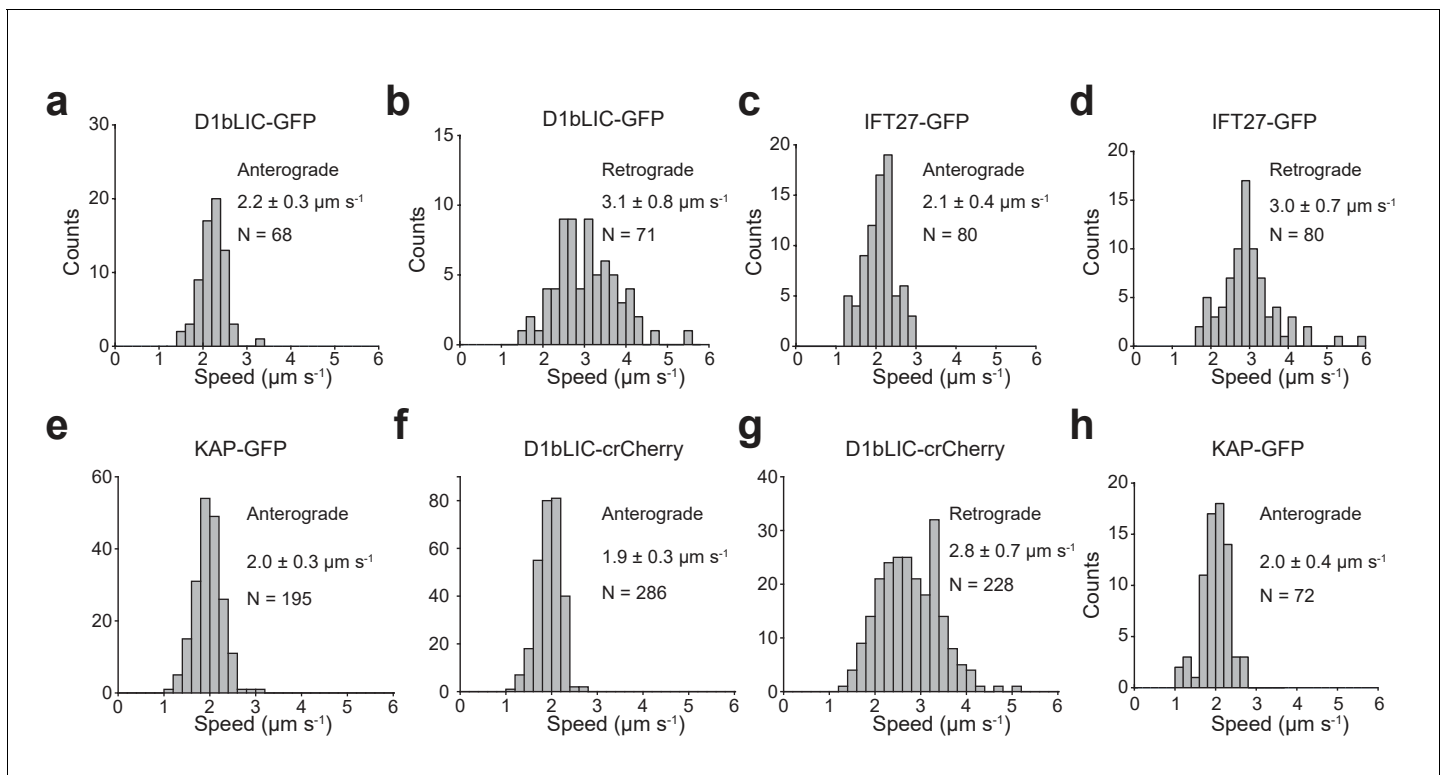 a
D1bLIC-GFP
Anterograde
2.2 ± 0.3 µm s-1
N = 68
Counts
30
20
10
0
0 1 2 3 4 5 6
Speed (µm s-1)
b
D1bLIC-GFP
Retrograde
3.1 ± 0.8 µm s-1
N = 71
Counts
15
10
5
0
0 1 2 3 4 5 6
Speed (µm s-1)
c
IFT27-GFP
Anterograde
2.1 ± 0.4 µm s-1
N = 80
Counts
20
15
10
5
0
0 1 2 3 4 5 6
Speed (µm s-1)
d
IFT27-GFP
Retrograde
3.0 ± 0.7 µm s-1
N = 80
Counts
20
15
10
5
0
0 1 2 3 4 5 6
Speed (µm s-1)
e
KAP-GFP
Anterograde
2.0 ± 0.3 µm s-1
N = 195
60
40
20
0
0 1 2 3 4 5 6
Speed (µm s-1)
f
D1bLIC-crCherry
Anterograde
1.9 ± 0.3 µm s-1
N = 286
80
60
40
20
0
0 1 2 3 4 5 6
Speed (µm s-1)
g
D1bLIC-crCherry
Retrograde
2.8 ± 0.7 µm s-1
N = 228
40
30
20
10
0
0 1 2 3 4 5 6
Speed (µm s-1)
h
KAP-GFP
Anterograde
2.0 ± 0.4 µm s-1
N = 72
Counts
20
15
10
5
0
0 1 2 3 4 5 6
Speed (µm s-1)